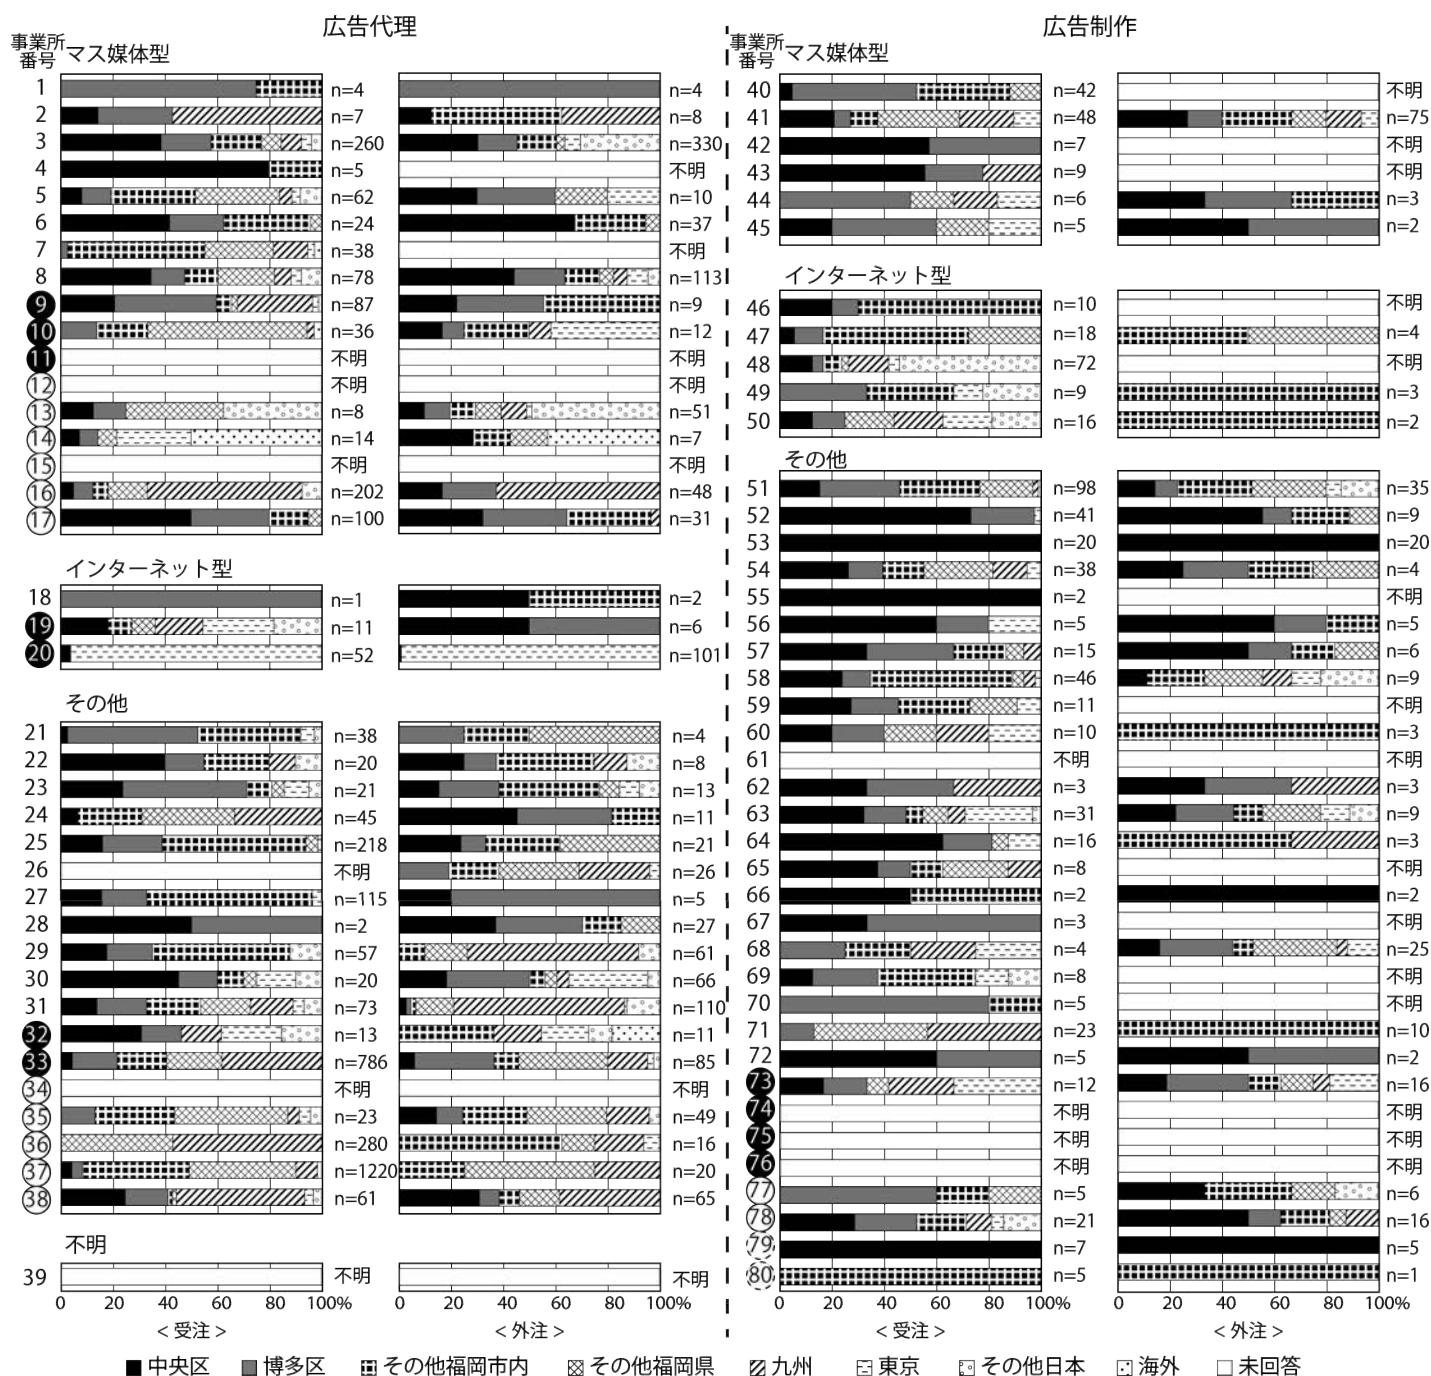 広告代理
事業所番号 マス媒体型
1 n=4 n=4
2 n=7 n=8
3 n=260 n=330
4 n=5 不明
5 n=62 n=10
6 n=24 n=37
7 n=38 不明
8 n=78 n=113
9 n=87 n=9
10 n=36 n=12
11 不明 不明
12 不明 不明
13 n=8 n=51
14 n=14 n=7
15 不明 不明
16 n=202 n=48
17 n=100 n=31
インターネット型
18 n=1 n=2
19 n=11 n=6
20 n=52 n=101
その他
21 n=38 n=4
22 n=20 n=8
23 n=21 n=13
24 n=45 n=11
25 n=218 n=21
26 不明 n=26
27 n=115 n=5
28 n=2 n=27
29 n=57 n=61
30 n=20 n=66
31 n=73 n=110
32 n=13 n=11
33 n=786 n=85
34 不明 不明
35 n=23 n=49
36 n=280 n=16
37 n=1220 n=20
38 n=61 n=65
不明
39 不明 不明
0 20 40 60 80 100% 0 20 40 60 80 100%
<受注> <外注>
広告制作
事業所番号 マス媒体型
40 n=42 不明
41 n=48 n=75
42 n=7 不明
43 n=9 不明
44 n=6 n=3
45 n=5 n=2
インターネット型
46 n=10 不明
47 n=18 n=4
48 n=72 不明
49 n=9 n=3
50 n=16 n=2
その他
51 n=98 n=35
52 n=41 n=9
53 n=20 n=20
54 n=38 n=4
55 n=2 不明
56 n=5 n=5
57 n=15 n=6
58 n=46 n=9
59 n=11 不明
60 n=10 n=3
61 不明 不明
62 n=3 n=3
63 n=31 n=9
64 n=16 n=3
65 n=8 不明
66 n=2 n=2
67 n=3 不明
68 n=4 n=25
69 n=8 不明
70 n=5 不明
71 n=23 n=10
72 n=5 n=2
73 n=12 n=16
74 不明 不明
75 不明 不明
76 不明 不明
77 n=5 n=6
78 n=21 n=16
79 n=7 n=5
80 n=5 n=1
0 20 40 60 80 100% 0 20 40 60 80 100%
<受注> <外注>
中央区 博多区 その他福岡市内 その他福岡県 九州 東京 その他日本 海外 未回答